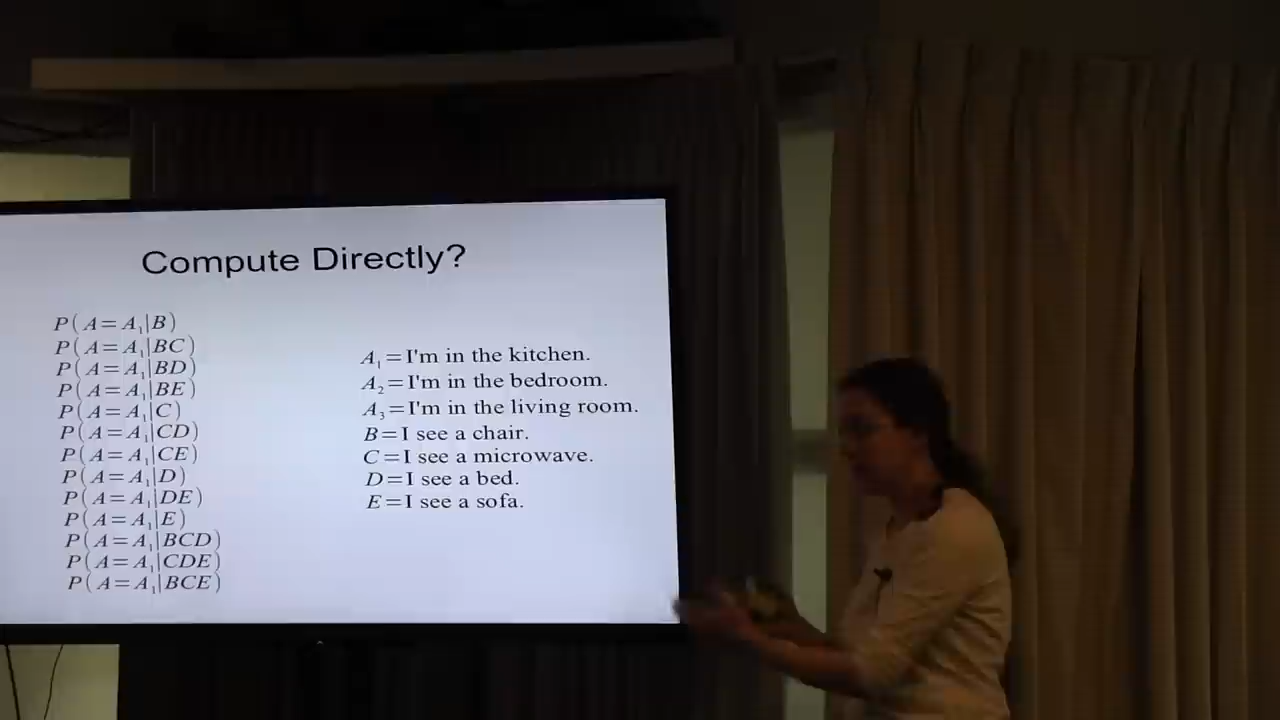 Compute Directly?
P(A=A₁|B)
P(A=A₁|BC)
P(A=A₁|BD)
P(A=A₁|BE)
P(A=A₁|C)
P(A=A₁|CD)
P(A=A₁|CE)
P(A=A₁|D)
P(A=A₁|DE)
P(A=A₁|E)
P(A=A₁|BCD)
P(A=A₁|CDE)
P(A=A₁|BCE)
A₁=I'm in the kitchen.
A₂=I'm in the bedroom.
A₃=I'm in the living room.
B=I see a chair.
C=I see a microwave.
D=I see a bed.
E=I see a sofa.